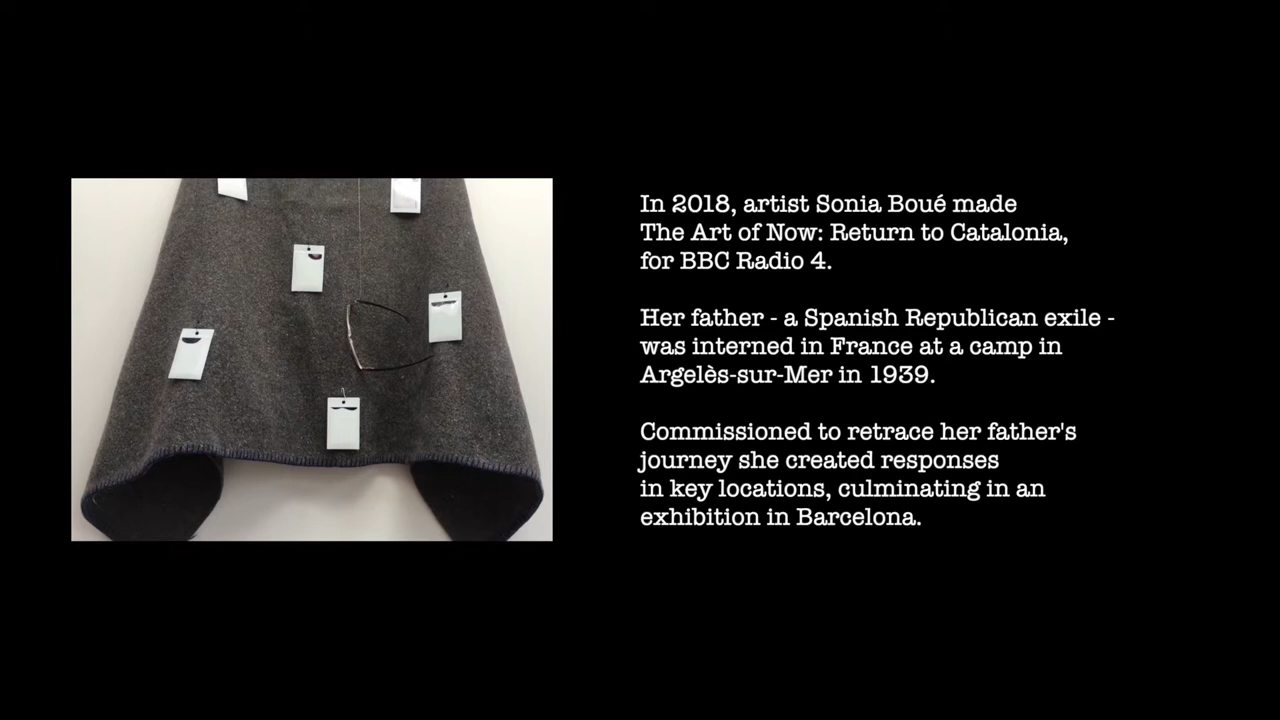 In 2018, artist Sonia Boué made
The Art of Now: Return to Catalonia,
for BBC Radio 4.
Her father - a Spanish Republican exile -
was interned in France at a camp in
Argelès-sur-Mer in 1939.
Commissioned to retrace her father's
journey she created responses
in key locations, culminating in an
exhibition in Barcelona.